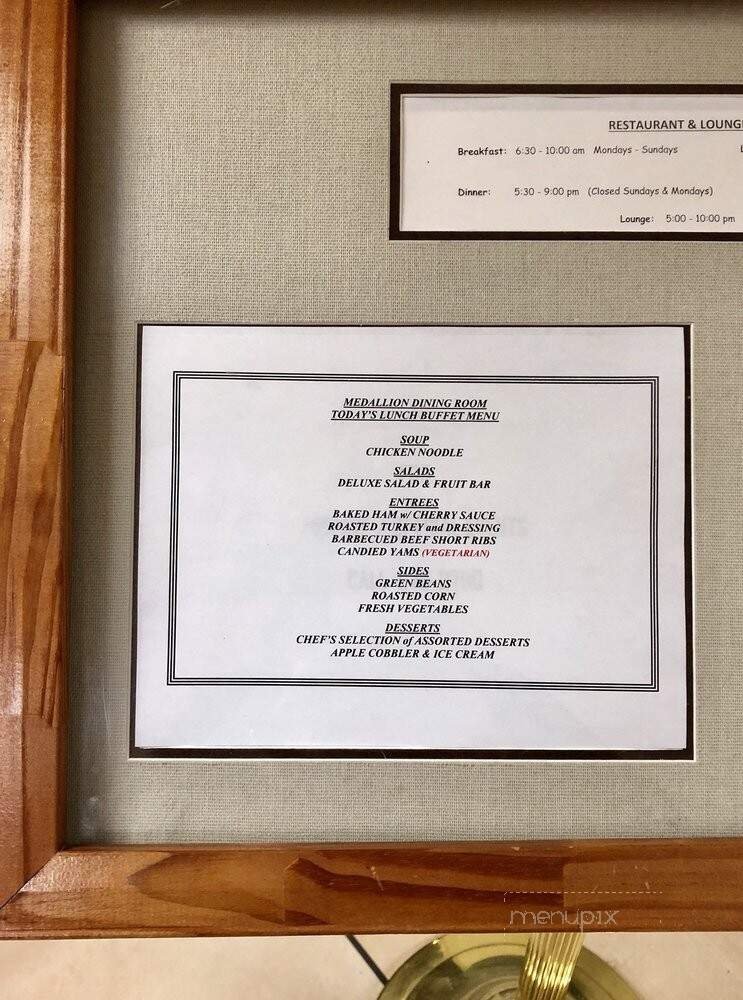 RESTAURANT & LOUNGE
Breakfast: 6:30 - 10:00 am Mondays - Sundays
Dinner: 5:30 - 9:00 pm (Closed Sundays & Mondays)
Lounge: 5:00 - 10:00 pm
MEDALLION DINING ROOM
TODAY'S LUNCH BUFFET MENU
SOUP
CHICKEN NOODLE
SALADS
DELUXE SALAD & FRUIT BAR
ENTREES
BAKED HAM w/ CHERRY SAUCE
ROASTED TURKEY and DRESSING
BARBECUED BEEF SHORT RIBS
CANDIED YAMS (VEGETARIAN)
SIDES
GREEN BEANS
ROASTED CORN
FRESH VEGETABLES
DESSERTS
CHEF'S SELECTION of ASSORTED DESSERTS
APPLE COBBLER & ICE CREAM
menupix